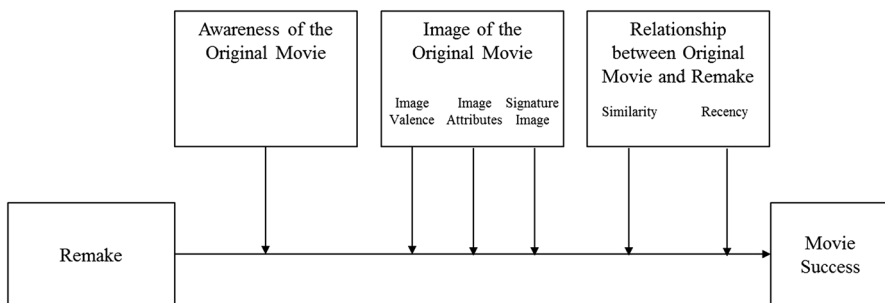 Awareness of the
Original Movie
Image of the
Original Movie
Image
Valence
Image
Attributes
Signature
Image
Relationship
between Original
Movie and Remake
Similarity
Recency
Remake
Movie
Success